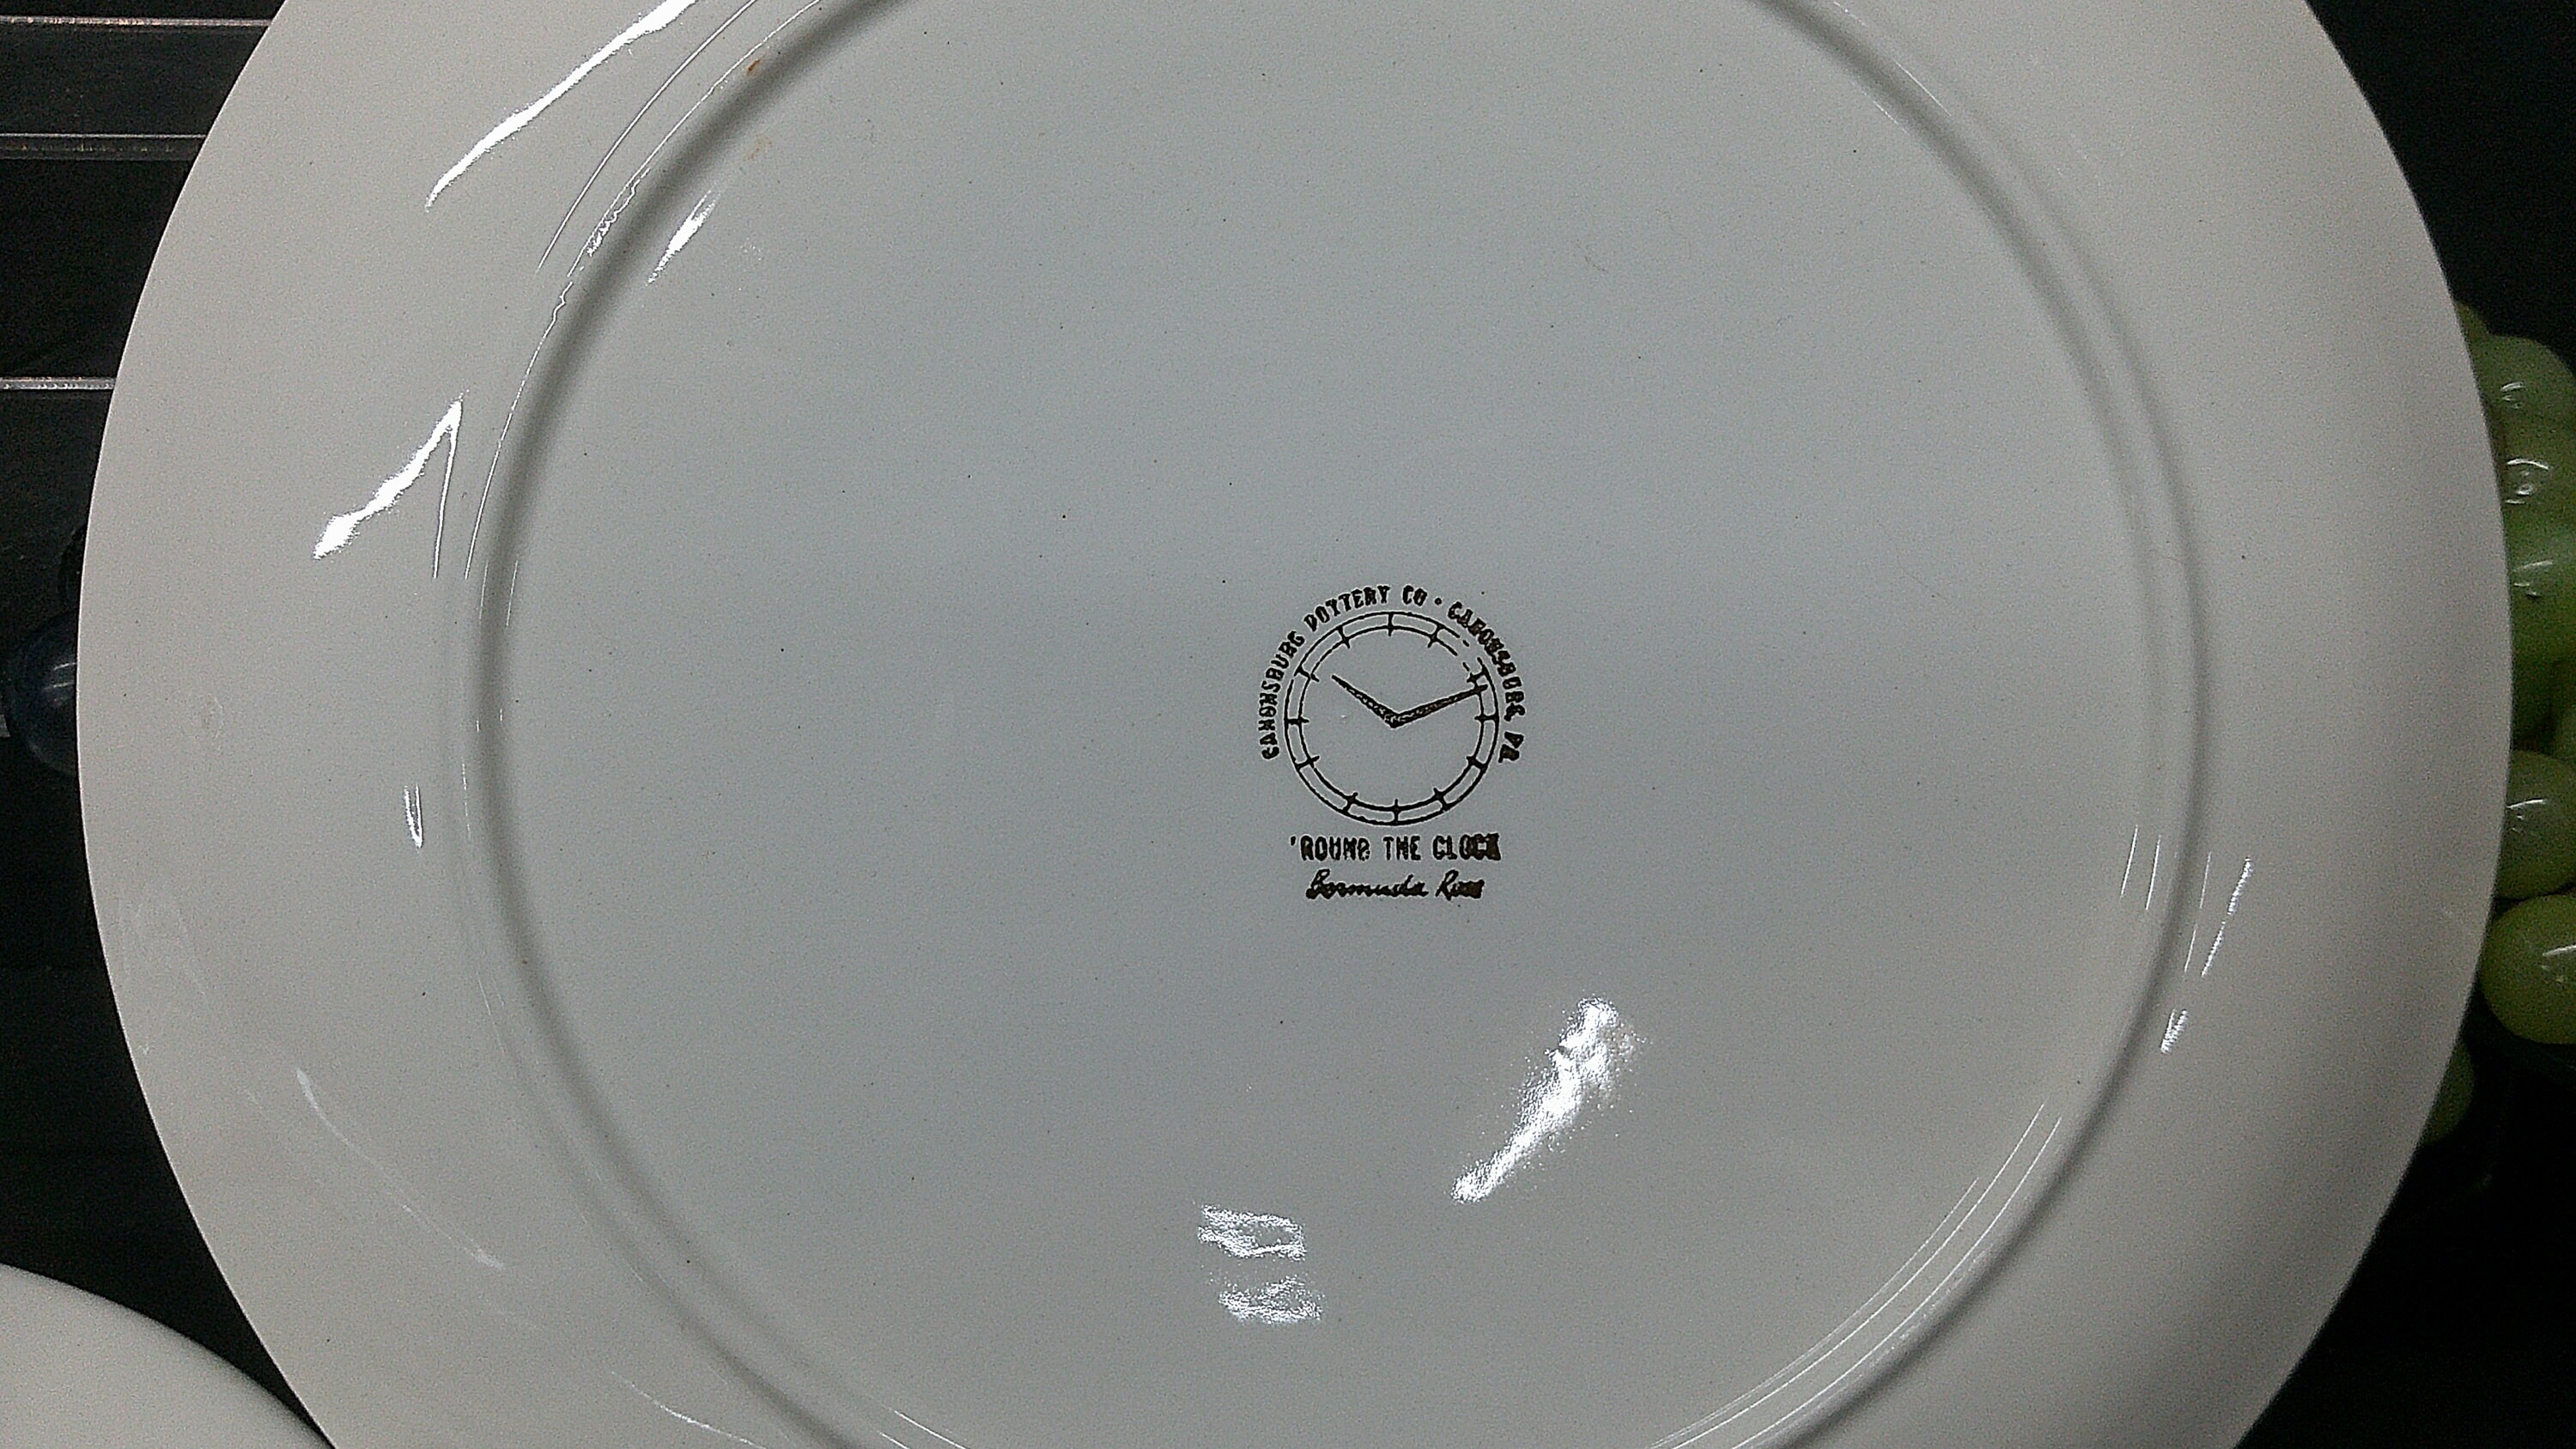 CANONSBURG POTTERY CO · CANONSBURG, PA
'ROUND THE CLOCK
Bermuda Rose